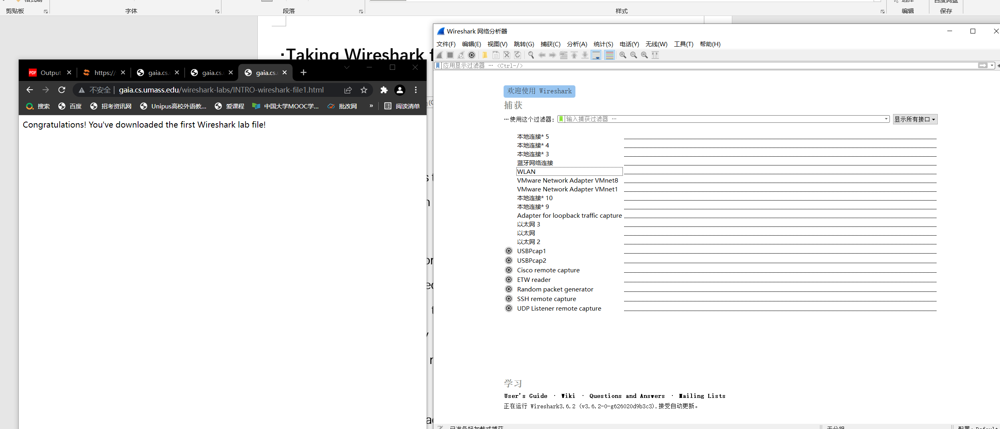 剪贴板
字体
段落
样式
编辑
保存
·Taking Wireshark f
Output
https://
gaia.cs.
gaia.cs.
gaia.cs.
不安全 | gaia.cs.umass.edu/wireshark-labs/INTRO-wireshark-file1.html
搜索 百度 招考资讯网 Unipus高校外语教... 爱课程 中国大学MOOC学... 批改网 » 阅读清单
Congratulations! You've downloaded the first Wireshark lab file!
Wireshark 网络分析器
文件(F) 编辑(E) 视图(V) 跳转(G) 捕获(C) 分析(A) 统计(S) 电话(Y) 无线(W) 工具(T) 帮助(H)
应用显示过滤器 … <Ctrl-/>
欢迎使用 Wireshark
捕获
…使用这个过滤器: 输入捕获过滤器 … 显示所有接口
本地连接* 5
本地连接* 4
本地连接* 3
蓝牙网络连接
WLAN
VMware Network Adapter VMnet8
VMware Network Adapter VMnet1
本地连接* 10
本地连接* 9
Adapter for loopback traffic capture
以太网 3
以太网
以太网 2
USBPcap1
USBPcap2
Cisco remote capture
ETW reader
Random packet generator
SSH remote capture
UDP Listener remote capture
学习
User's Guide · Wiki · Questions and Answers · Mailing Lists
正在运行 Wireshark3.6.2 (v3.6.2-0-g626020d9b3c3).接受自动更新。